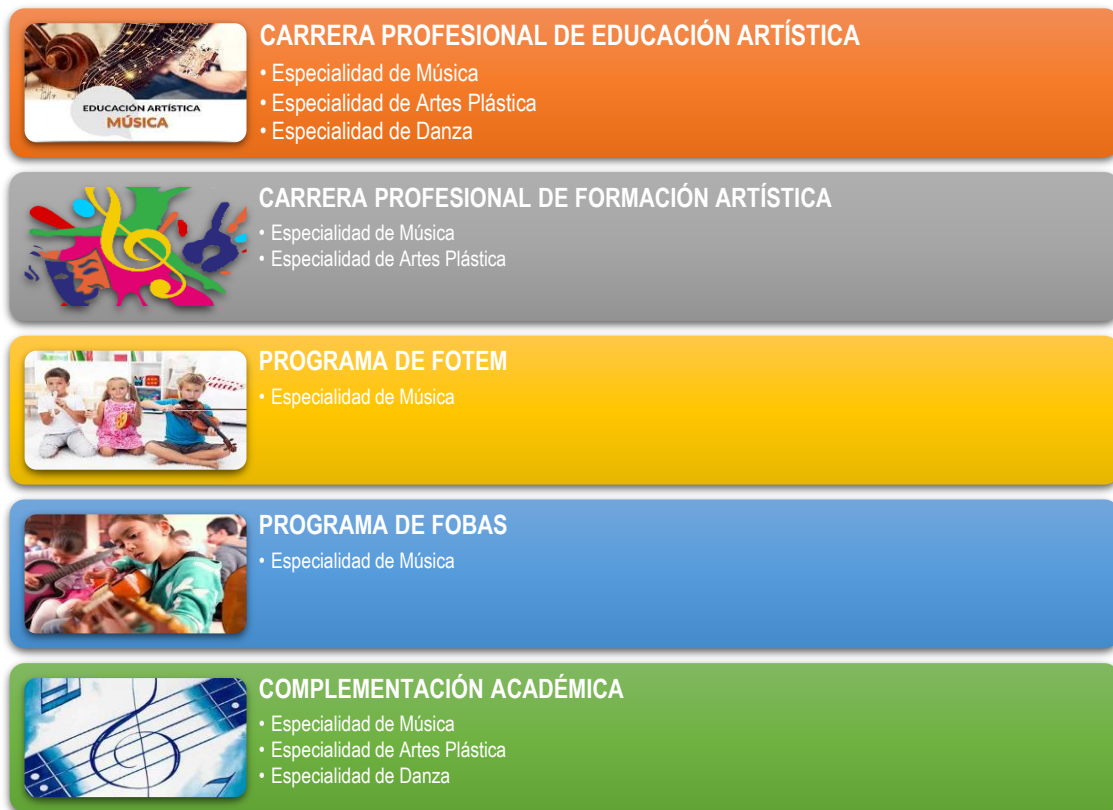 EDUCACIÓN ARTÍSTICA
MÚSICA
CARRERA PROFESIONAL DE EDUCACIÓN ARTÍSTICA
• Especialidad de Música
• Especialidad de Artes Plástica
• Especialidad de Danza
CARRERA PROFESIONAL DE FORMACIÓN ARTÍSTICA
• Especialidad de Música
• Especialidad de Artes Plástica
PROGRAMA DE FOTEM
• Especialidad de Música
PROGRAMA DE FOBAS
• Especialidad de Música
COMPLEMENTACIÓN ACADÉMICA
• Especialidad de Música
• Especialidad de Artes Plástica
• Especialidad de Danza